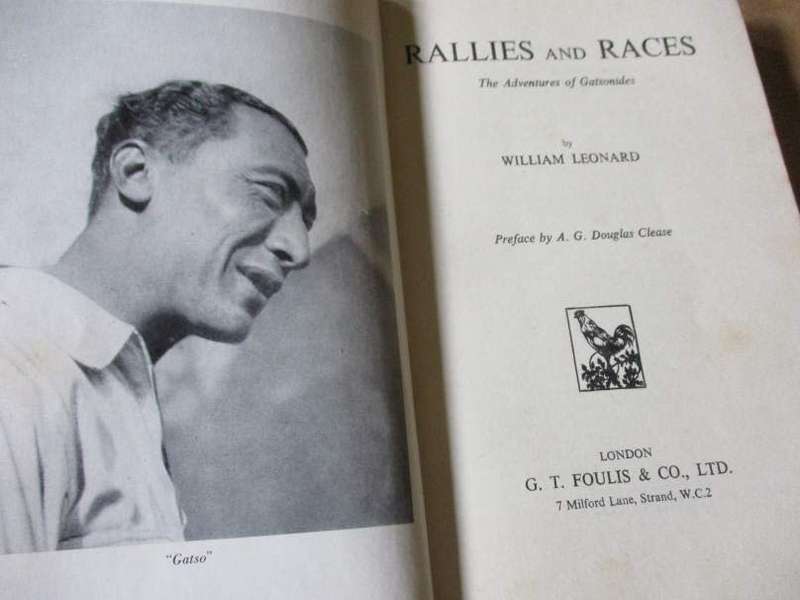 "Gatso"
RALLIES AND RACES
The Adventures of Gatsonides
by
WILLIAM LEONARD
Preface by A. G. Douglas Clease
LONDON
G. T. FOULIS & CO., LTD.
7 Milford Lane, Strand, W.C.2